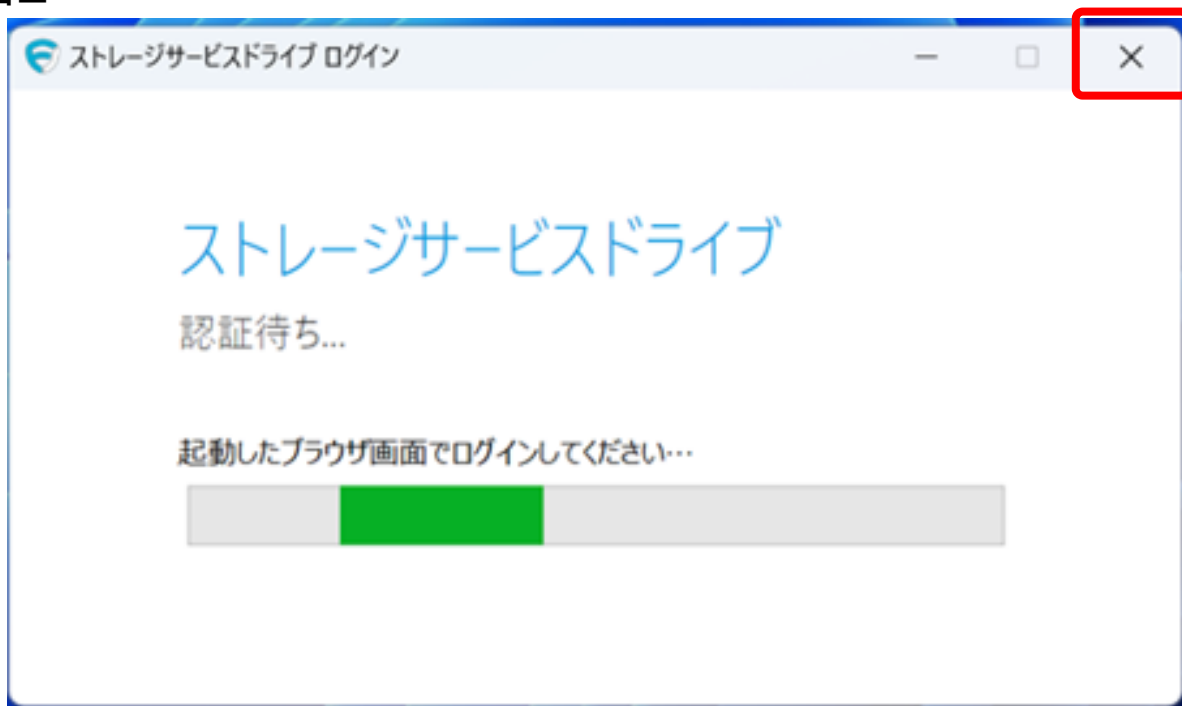 ストレージサービスドライブ ログイン
ストレージサービスドライブ
認証待ち...
起動したブラウザ画面でログインしてください…